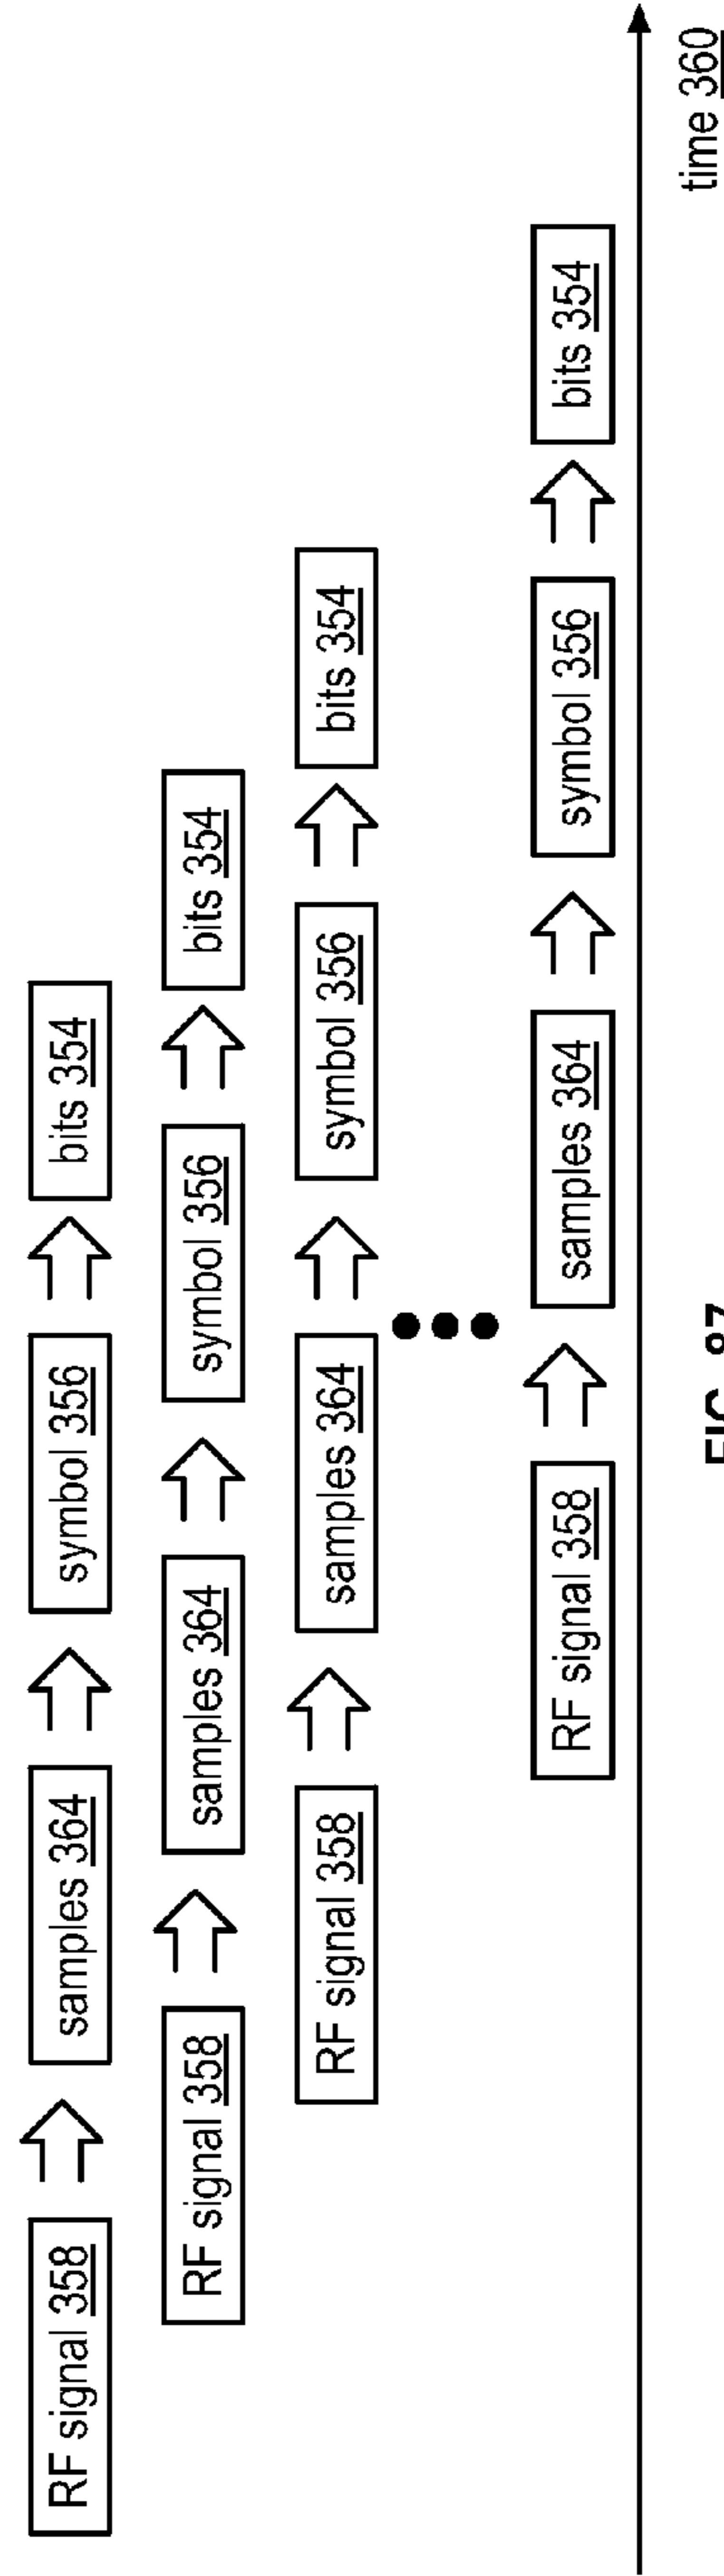 RF signal 358
samples 364
symbol 356
bits 354
RF signal 358
samples 364
symbol 356
bits 354
RF signal 358
samples 364
symbol 356
bits 354
RF signal 358
samples 364
symbol 356
bits 354
time 360
FIG. 87